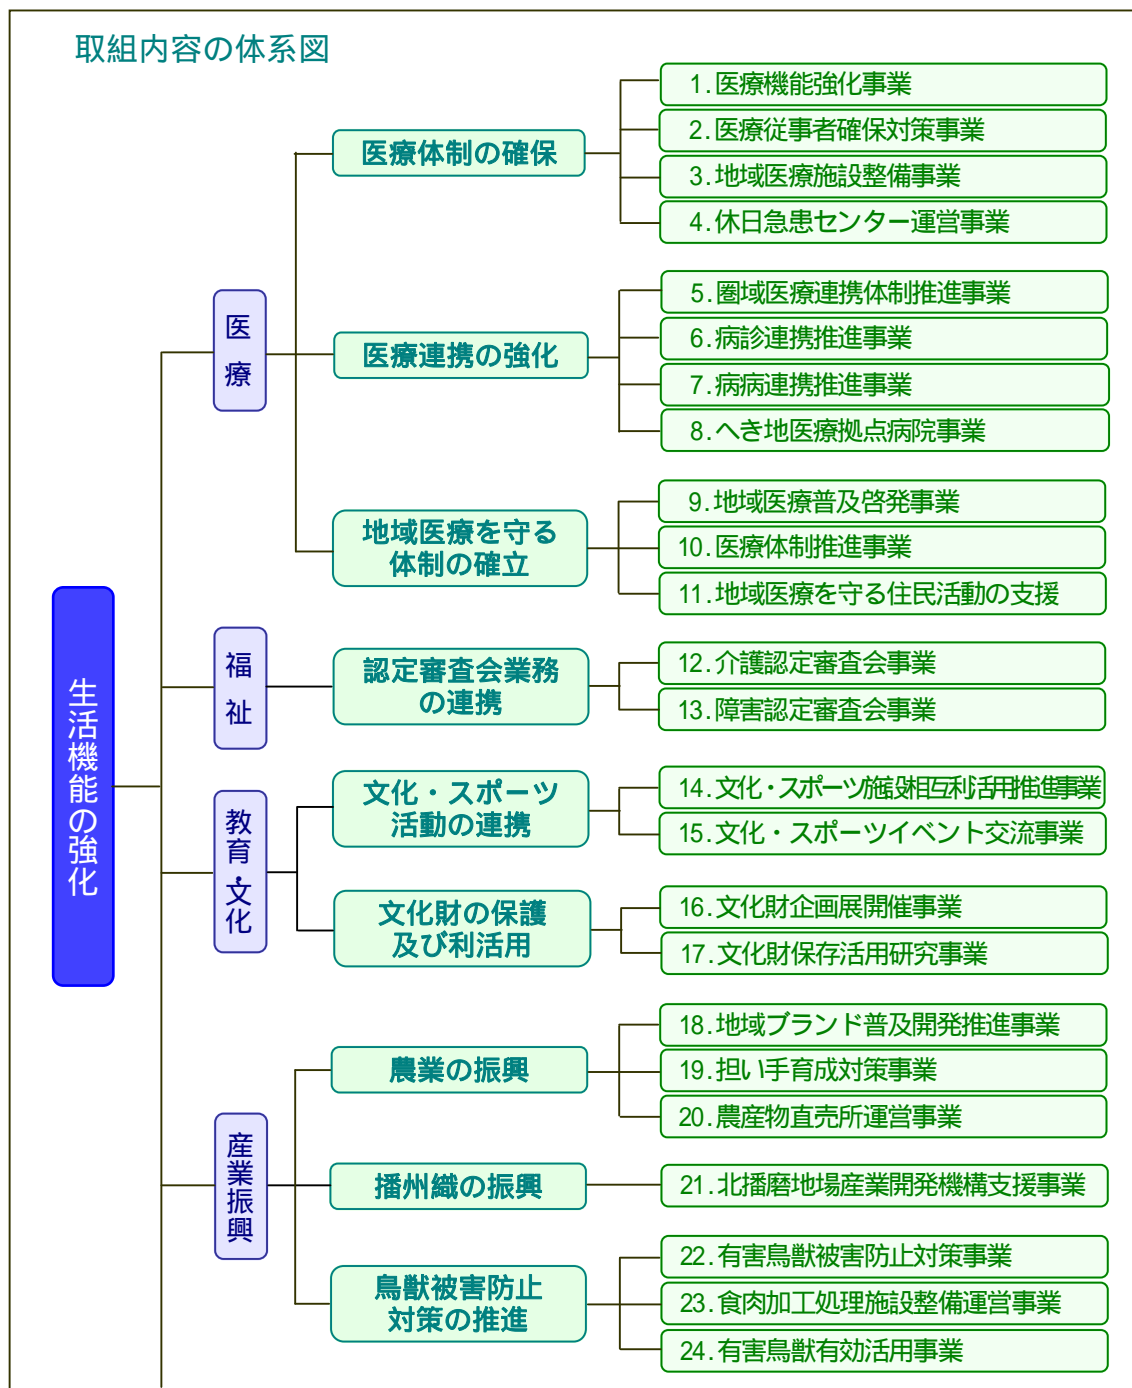 取組内容の体系図
生活機能の強化
医療
医療体制の確保
1.医療機能強化事業
2.医療従事者確保対策事業
3.地域医療施設整備事業
4.休日急患センター運営事業
医療連携の強化
5.圏域医療連携体制推進事業
6.病診連携推進事業
7.病病連携推進事業
8.へき地医療拠点病院事業
地域医療を守る
体制の確立
9.地域医療普及啓発事業
10.医療体制推進事業
11.地域医療を守る住民活動の支援
福祉
認定審査会業務
の連携
12.介護認定審査会事業
13.障害認定審査会事業
教育・文化
文化・スポーツ
活動の連携
14.文化・スポーツ施設相互利活用推進事業
15.文化・スポーツイベント交流事業
文化財の保護
及び利活用
16.文化財企画展開催事業
17.文化財保存活用研究事業
産業振興
農業の振興
18.地域ブランド普及開発推進事業
19.担い手育成対策事業
20.農産物直売所運営事業
播州織の振興
21.北播磨地場産業開発機構支援事業
鳥獣被害防止
対策の推進
22.有害鳥獣被害防止対策事業
23.食肉加工処理施設整備運営事業
24.有害鳥獣有効活用事業